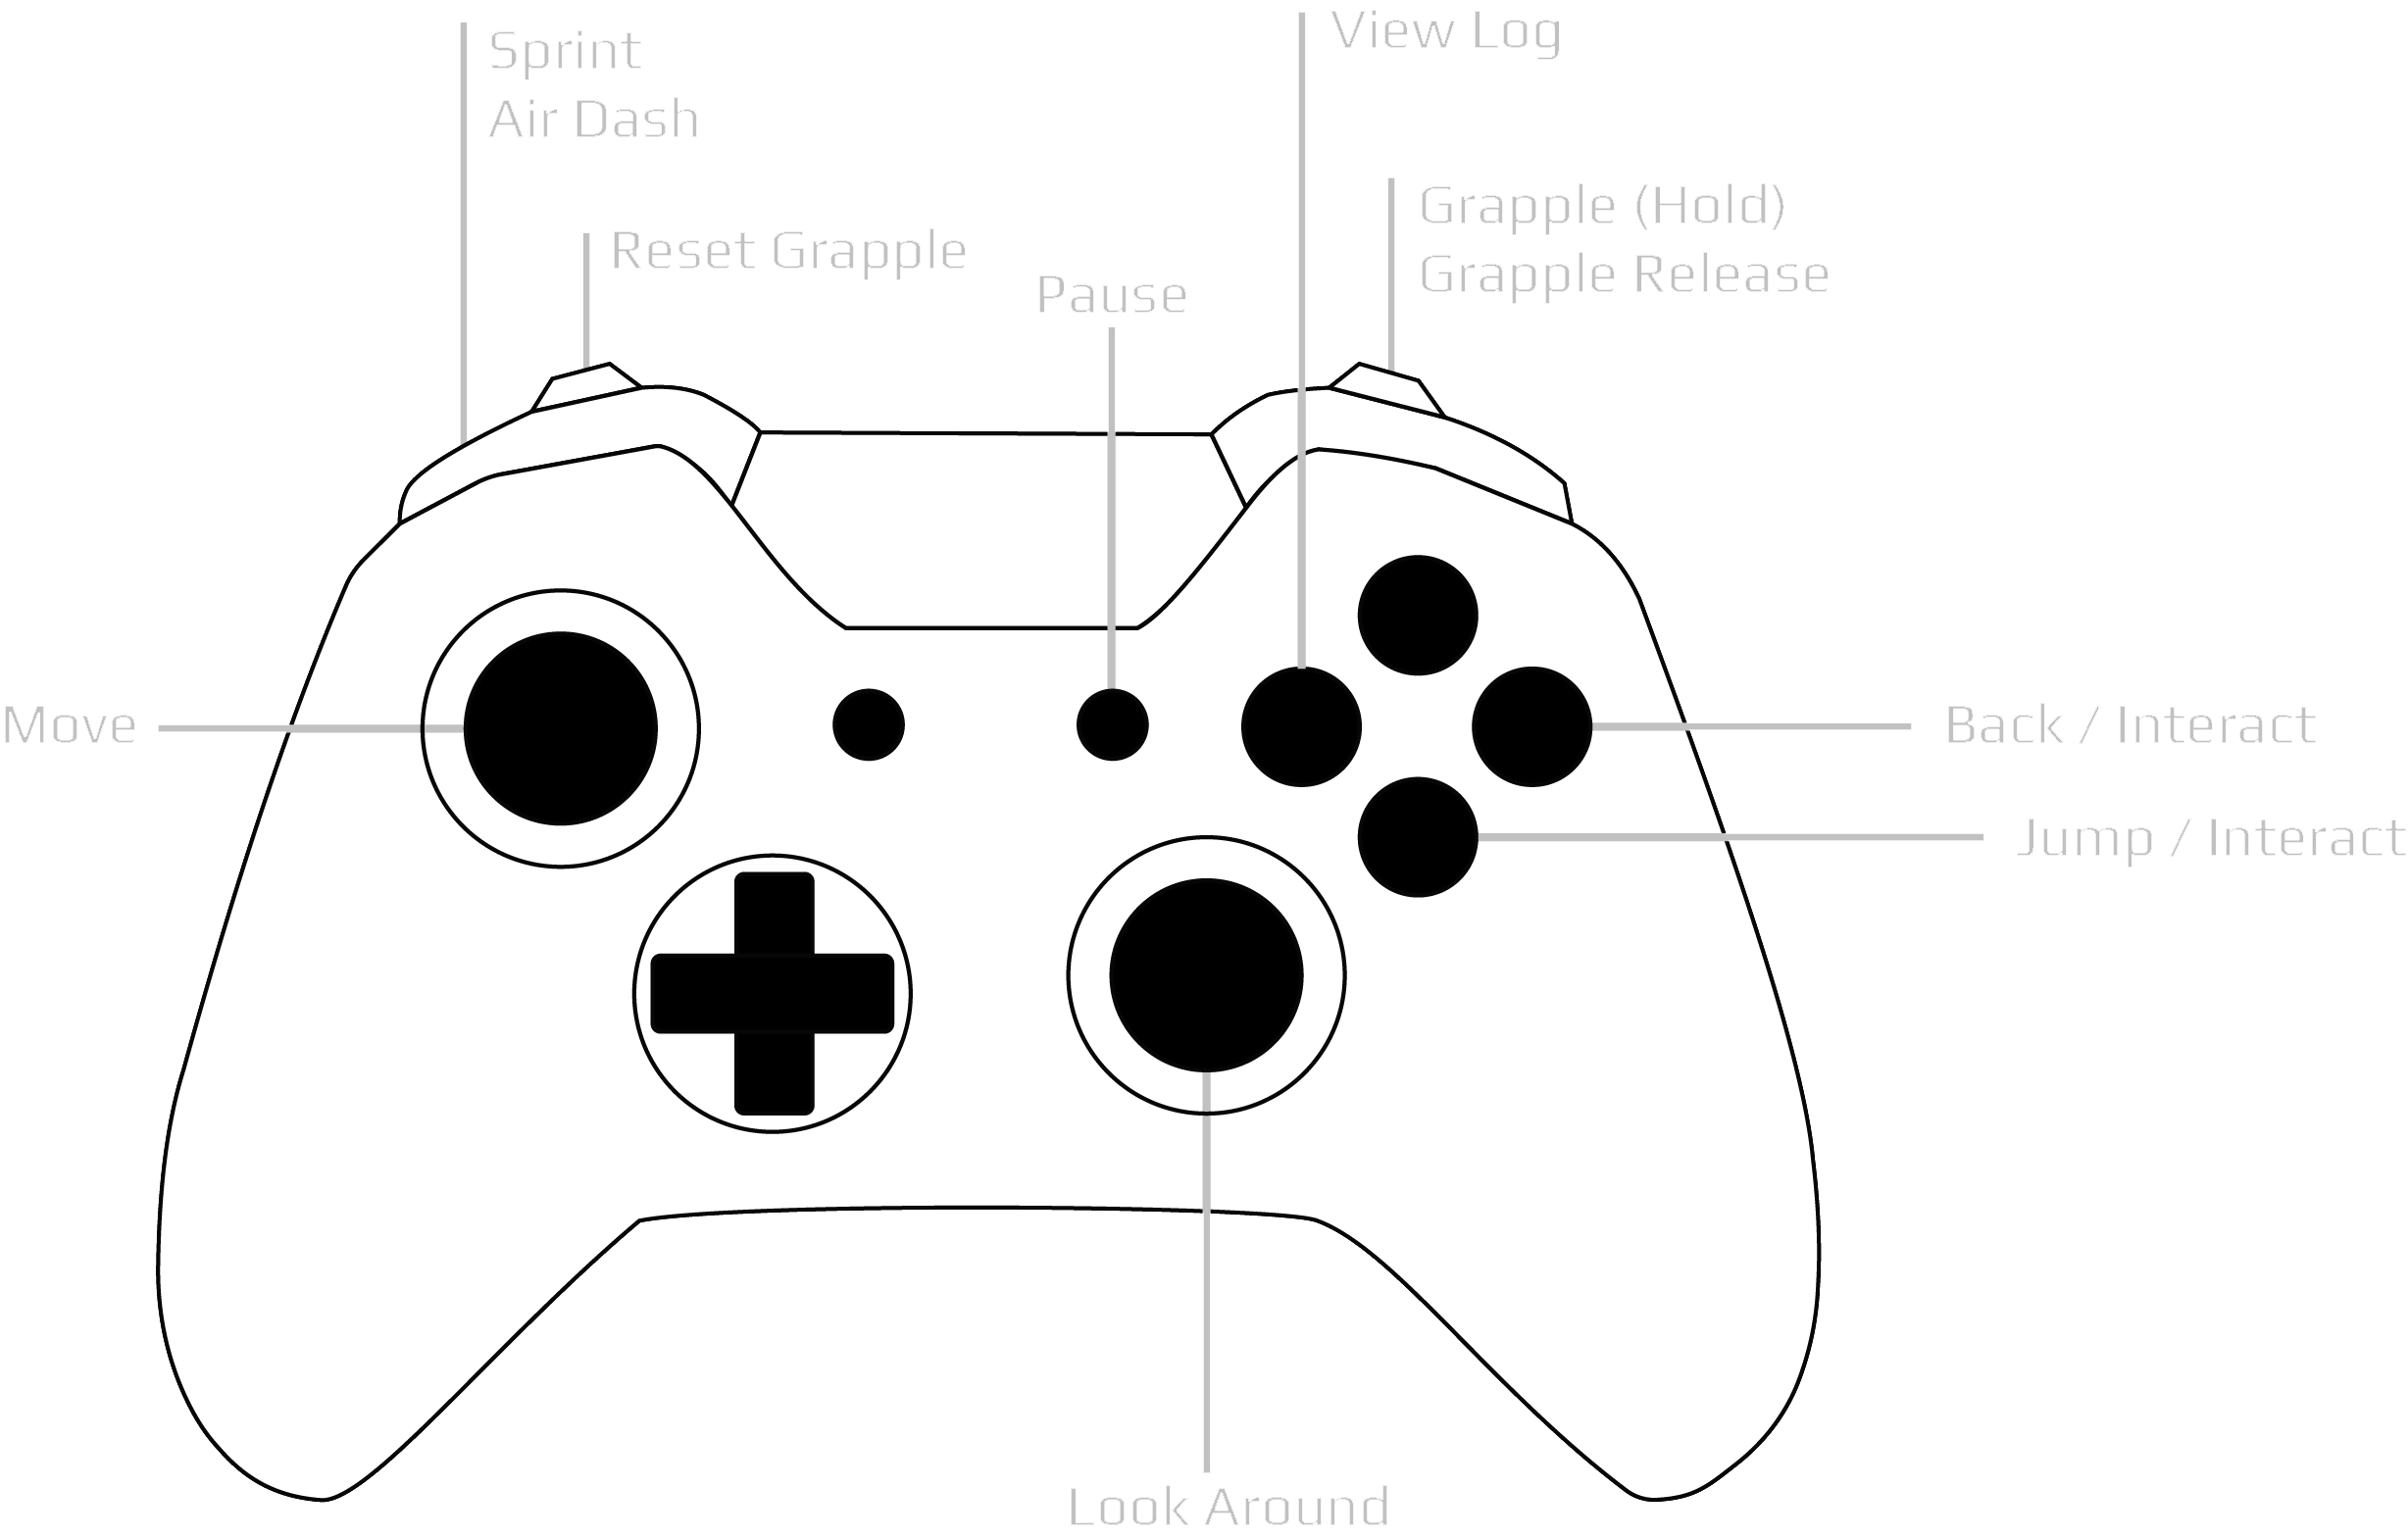 View Log
Sprint
Air Dash
Grapple (Hold)
Grapple Release
Reset Grapple
Pause
Move
Back / Interact
Jump / Interact
Look Around